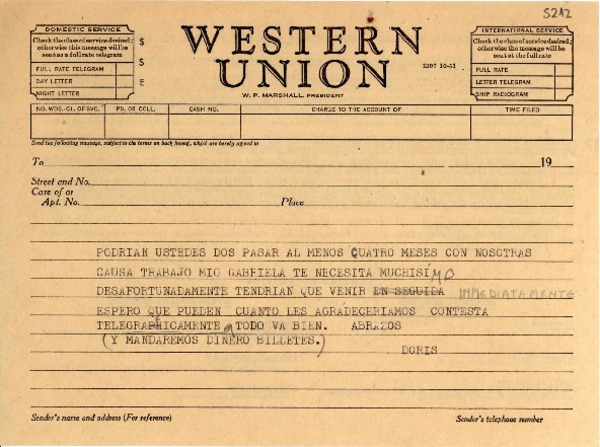 5212
DOMESTIC SERVICE
Check the class of service desired;
otherwise this message will be
sent as a full rate telegram
FULL RATE TELEGRAM
DAY LETTER
NIGHT LETTER
$
S
E
WESTERN
UNION
1207 10-51
W. P. MARSHALL, PRESIDENT
INTERNATIONAL SERVICE
Check the class of service desired;
otherwise the message will be
sent at the full rate
FULL RATE
LETTER TELEGRAM
SHIP RADIOGRAM
NO. WDS.-CL. OF SVC. PD. OR COLL. CASH NO. CHARGE TO THE ACCOUNT OF TIME FILED
Send the following message, subject to the terms on back hereof, which are hereby agreed to
To 19
Street and No.
Care of or
Apt. No. Place
PODRIAN USTEDES DOS PASAR AL MENOS CUATRO MESES CON NOSOTRAS
CAUSA TRABAJO MIO GABRIELA TE NECESITA MUCHISÍMO
DESAFORTUNADAMENTE TENDRIAN QUE VENIR EN SEGUIDA INMEDIATAMENTE
ESPERO QUE PUEDEN CUANTO LES AGRADECERIAMOS CONTESTA
TELEGRAFICAMENTE TODO VA BIEN. ABRAZOS
(Y MANDAREMOS DINERO BILLETES.)
DORIS
Sender's name and address (For reference) Sender's telephone number